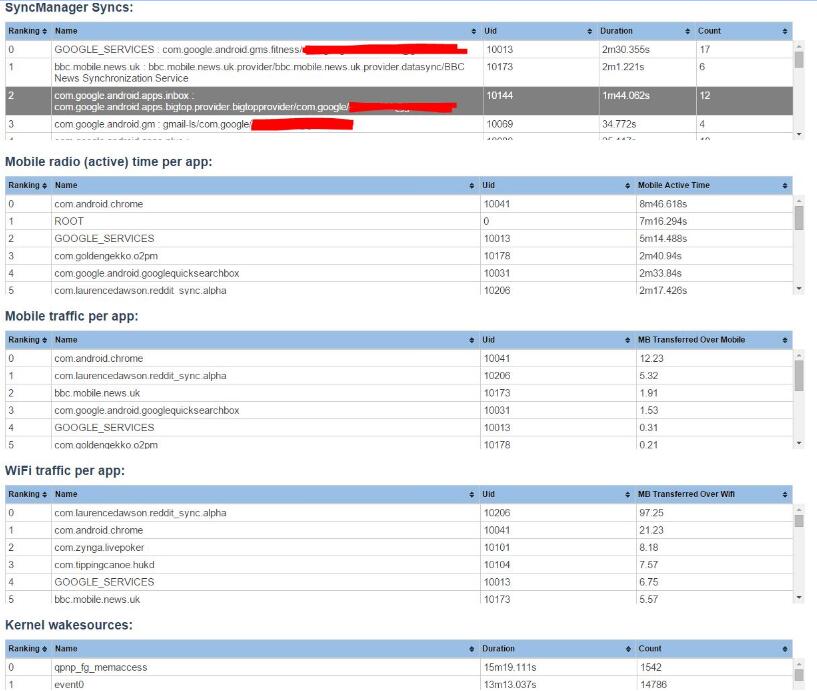 SyncManager Syncs:
Ranking Name Uid Duration Count
0 GOOGLE_SERVICES : com.google.android.gms.fitness/ 10013 2m30.355s 17
1 bbc.mobile.news.uk : bbc.mobile.news.uk.provider/bbc.mobile.news.uk.provider.datasync/BBC 10173 2m1.221s 6
News Synchronization Service
2 com.google.android.apps.inbox : 10144 1m44.062s 12
com.google.android.apps.bigtop.provider.bigtopprovider/com.google/
3 com.google.android.gm : gmail-ls/com.google/ 10069 34.772s 4
Mobile radio (active) time per app:
Ranking Name Uid Mobile Active Time
0 com.android.chrome 10041 8m46.618s
1 ROOT 0 7m16.294s
2 GOOGLE_SERVICES 10013 5m14.488s
3 com.goldengekko.o2pm 10178 2m40.94s
4 com.google.android.googlequicksearchbox 10031 2m33.84s
5 com.laurencedawson.reddit_sync.alpha 10206 2m17.426s
Mobile traffic per app:
Ranking Name Uid MB Transferred Over Mobile
0 com.android.chrome 10041 12.23
1 com.laurencedawson.reddit_sync.alpha 10206 5.32
2 bbc.mobile.news.uk 10173 1.91
3 com.google.android.googlequicksearchbox 10031 1.53
4 GOOGLE_SERVICES 10013 0.31
5 com.goldengekko.o2pm 10178 0.21
WiFi traffic per app:
Ranking Name Uid MB Transferred Over Wifi
0 com.laurencedawson.reddit_sync.alpha 10206 97.25
1 com.android.chrome 10041 21.23
2 com.zynga.livepoker 10101 8.18
3 com.tippingcanoe.hukd 10104 7.57
4 GOOGLE_SERVICES 10013 6.75
5 bbc.mobile.news.uk 10173 5.57
Kernel wakesources:
Ranking Name Duration Count
0 qpnp_fg_memaccess 15m19.111s 1542
1 event0 13m13.037s 14786